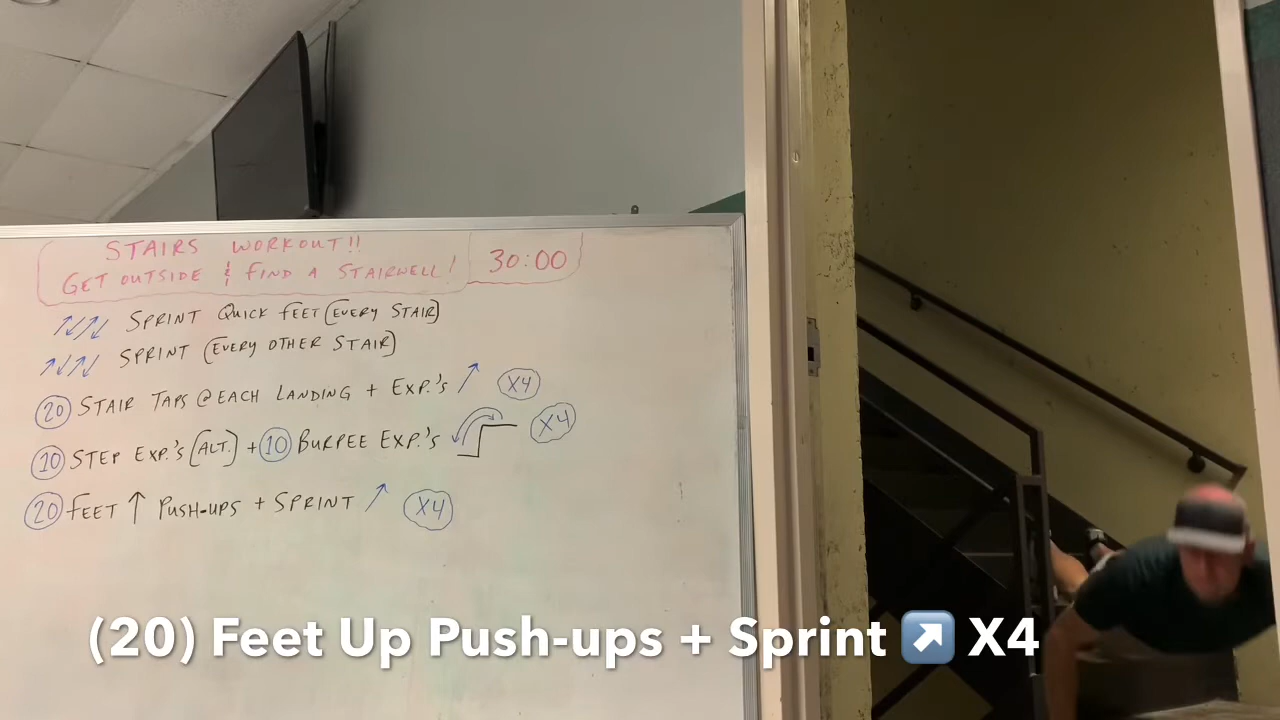 STAIRS WORKOUT!!
GET OUTSIDE & FIND A STAIRWELL! 30:00
↑↓↑↓ SPRINT QUICK FEET (EVERY STAIR)
↑↓↑↓ SPRINT (EVERY OTHER STAIR)
20 STAIR TAPS @ EACH LANDING + EXP.'S ↗ X4
10 STEP EXP.'S (ALT.) + 10 BURPEE EXP.'S X4
20 FEET ↑ PUSH-UPS + SPRINT ↗ X4
(20) Feet Up Push-ups + Sprint ↗️ X4